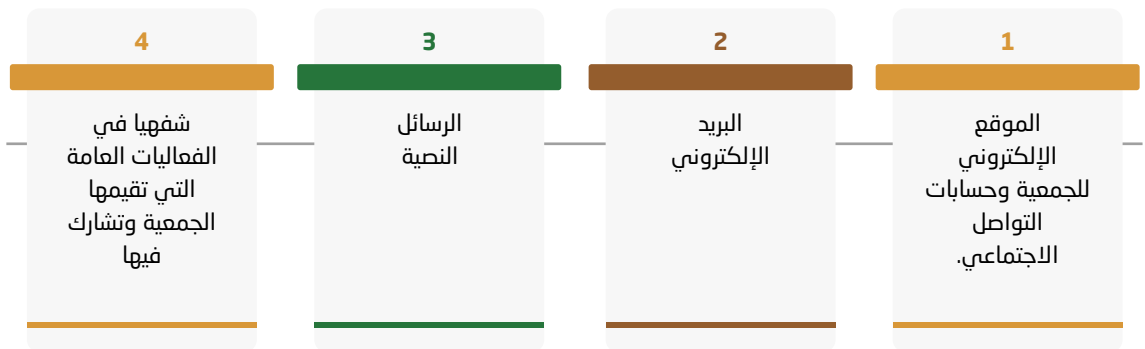 1
الموقع
الإلكتروني
للجمعية وحسابات
التواصل
الاجتماعي.
2
البريد
الإلكتروني
3
الرسائل
النصية
4
شفهيا في
الفعاليات العامة
التي تقيمها
الجمعية وتشارك
فيها